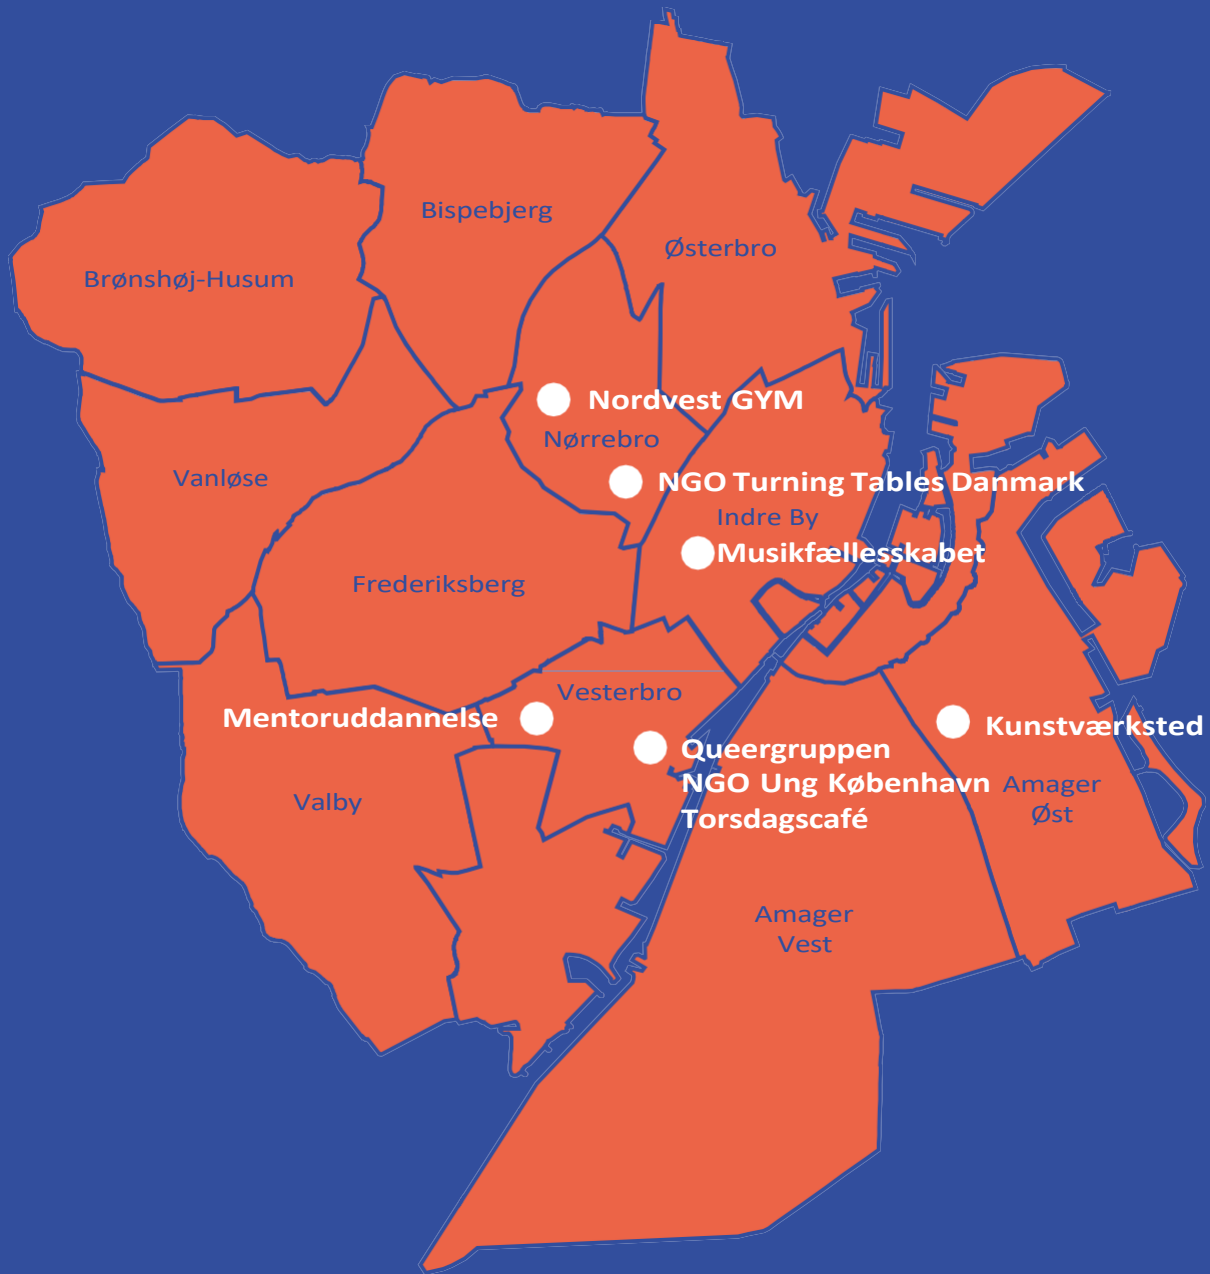 Bispebjerg
Østerbro
Brønshøj-Husum
Nordvest GYM
Nørrebro
Vanløse
NGO Turning Tables Danmark
Indre By
Musikfællesskabet
Frederiksberg
Vesterbro
Mentoruddannelse
Kunstværksted
Queergruppen
NGO Ung København
Torsdagscafé
Valby
Amager
Øst
Amager
Vest